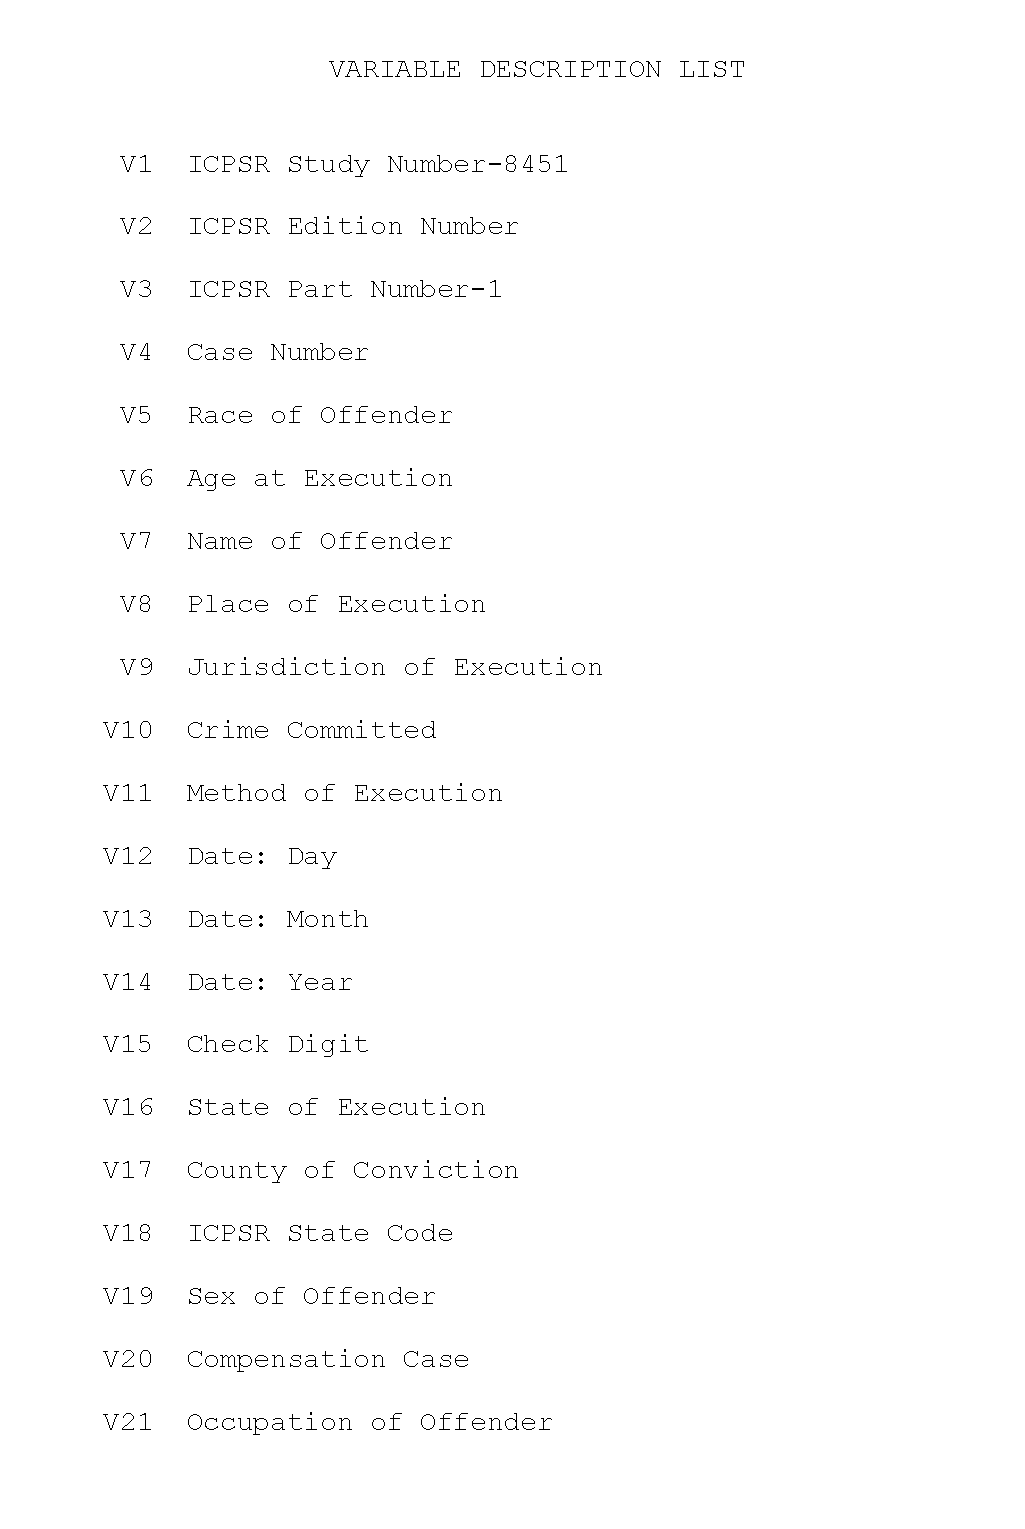 VARIABLE DESCRIPTION LIST
V1 ICPSR Study Number-8451
V2 ICPSR Edition Number
V3 ICPSR Part Number-1
V4 Case Number
V5 Race of Offender
V6 Age at Execution
V7 Name of Offender
V8 Place of Execution
V9 Jurisdiction of Execution
V10 Crime Committed
V11 Method of Execution
V12 Date: Day
V13 Date: Month
V14 Date: Year
V15 Check Digit
V16 State of Execution
V17 County of Conviction
V18 ICPSR State Code
V19 Sex of Offender
V20 Compensation Case
V21 Occupation of Offender